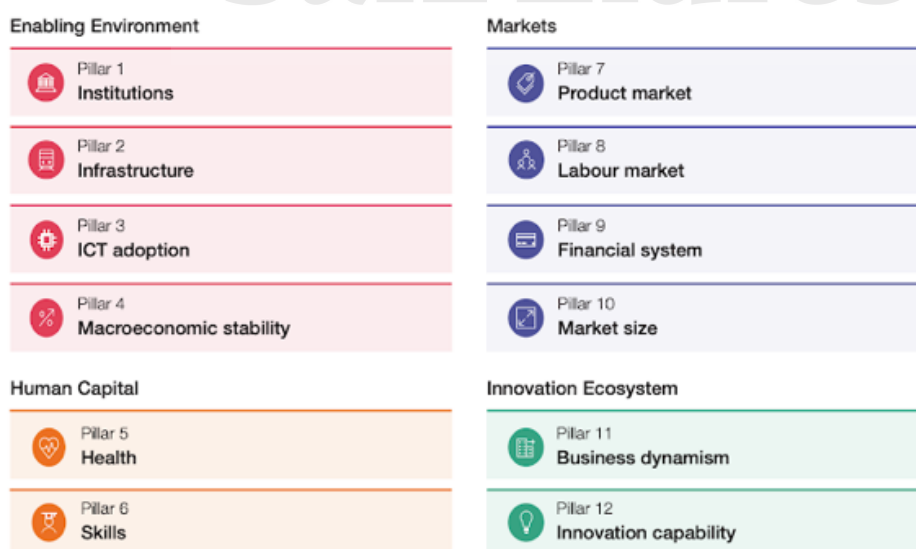 Enabling Environment
Pillar 1
Institutions
Pillar 2
Infrastructure
Pillar 3
ICT adoption
Pillar 4
Macroeconomic stability
Markets
Pillar 7
Product market
Pillar 8
Labour market
Pillar 9
Financial system
Pillar 10
Market size
Human Capital
Pillar 5
Health
Pillar 6
Skills
Innovation Ecosystem
Pillar 11
Business dynamism
Pillar 12
Innovation capability